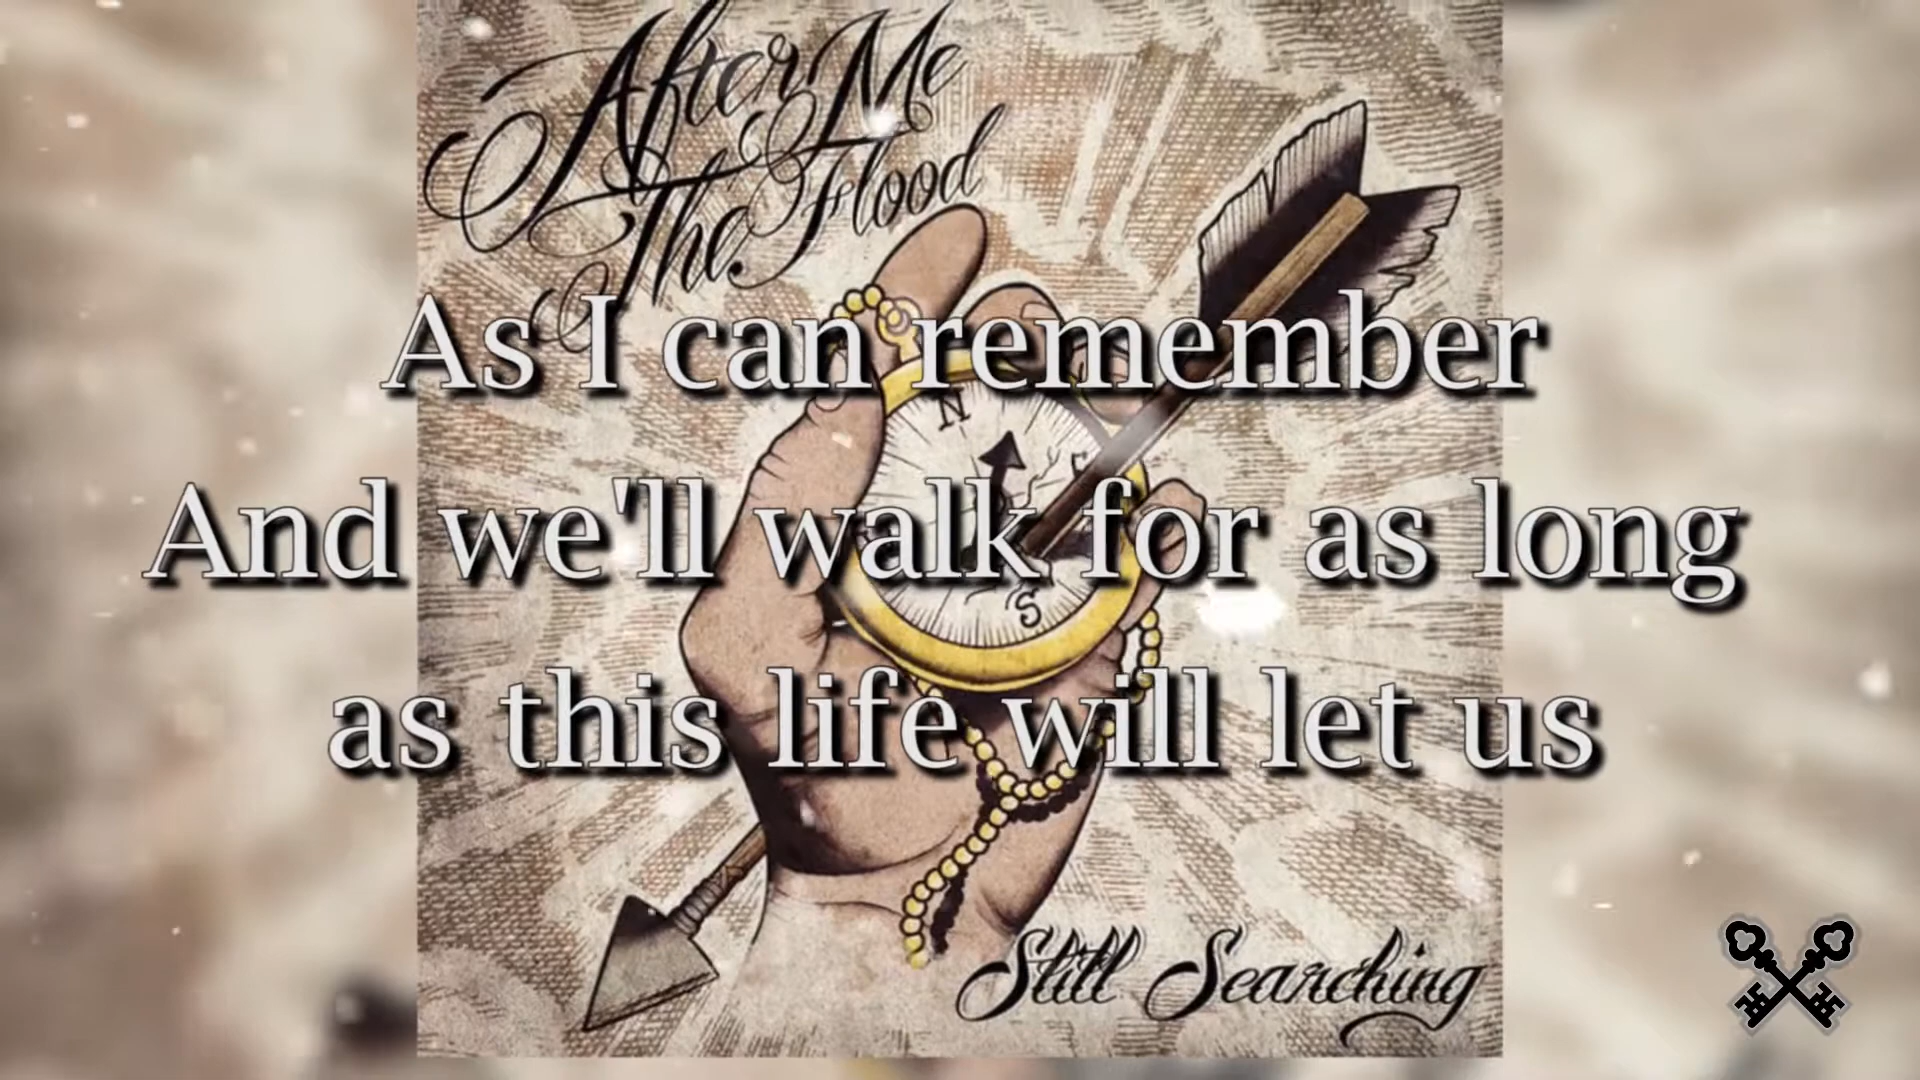 After Me
The Flood
As I can remember
N
And we'll walk for as long
S
as this life will let us
Still Searching